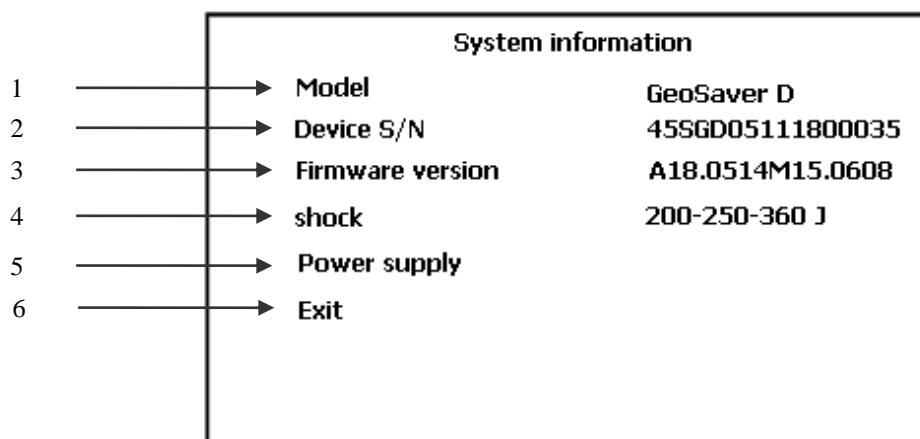 System information
1 Model GeoSaver D
2 Device S/N 45SGD05111800035
3 Firmware version A18.0514M15.0608
4 shock 200-250-360 J
5 Power supply
6 Exit